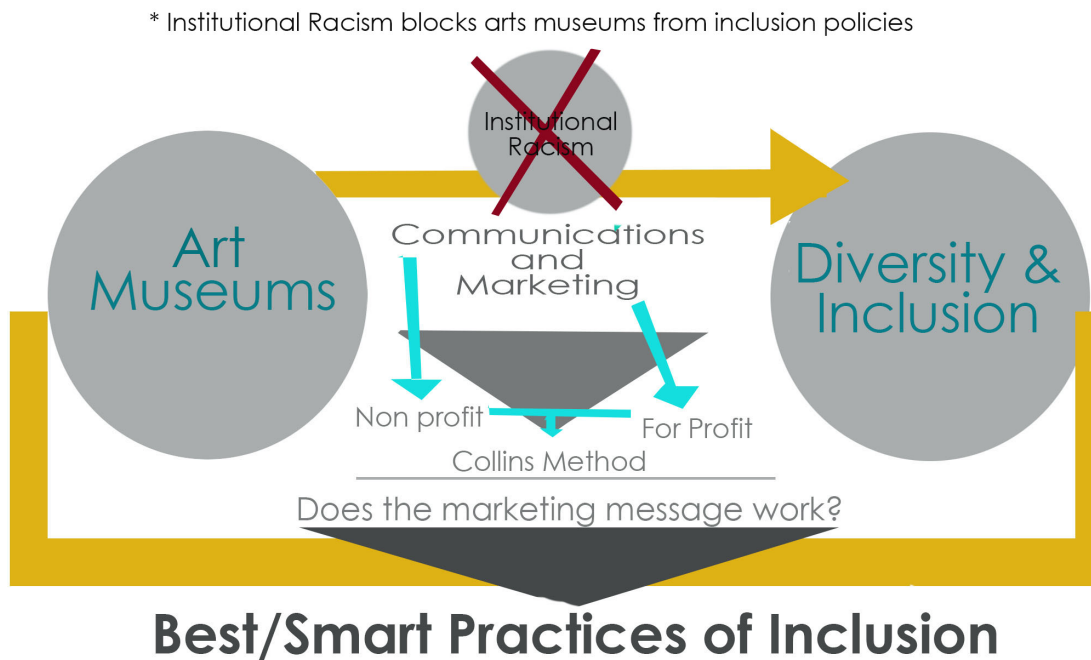 * Institutional Racism blocks arts museums from inclusion policies
Institutional
Racism
Art
Museums
Communications
and
Marketing
Diversity &
Inclusion
Non profit
For Profit
Collins Method
Does the marketing message work?
Best/Smart Practices of Inclusion